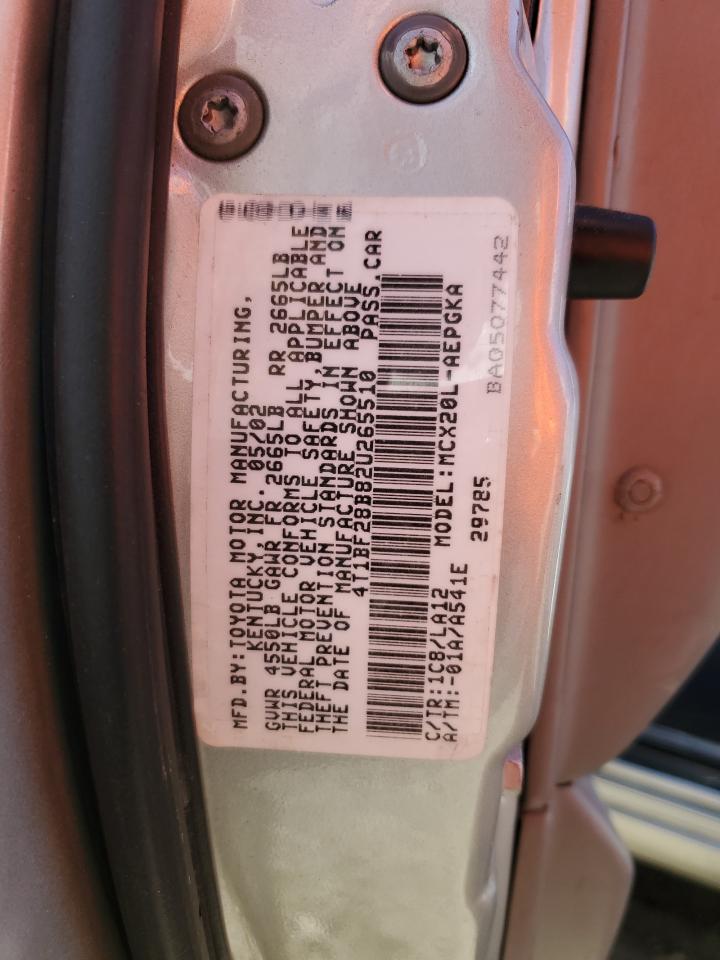 MFD.BY:TOYOTA MOTOR MANUFACTURING,
KENTUCKY,INC. 05/02
GVWR 4550LB GAWR FR 2665LB RR 2665LB
THIS VEHICLE CONFORMS TO ALL APPLICABLE
FEDERAL MOTOR VEHICLE SAFETY,BUMPER AND
THEFT PREVENTION STANDARDS IN EFFECT ON
THE DATE OF MANUFACTURE SHOWN ABOVE
4T1BF28B82U265510 PASS.CAR
C/TR:1C8/LA12 MODEL:MCX20L-AEPGKA
A/TM:-01A/A541E 29785
BA05077442